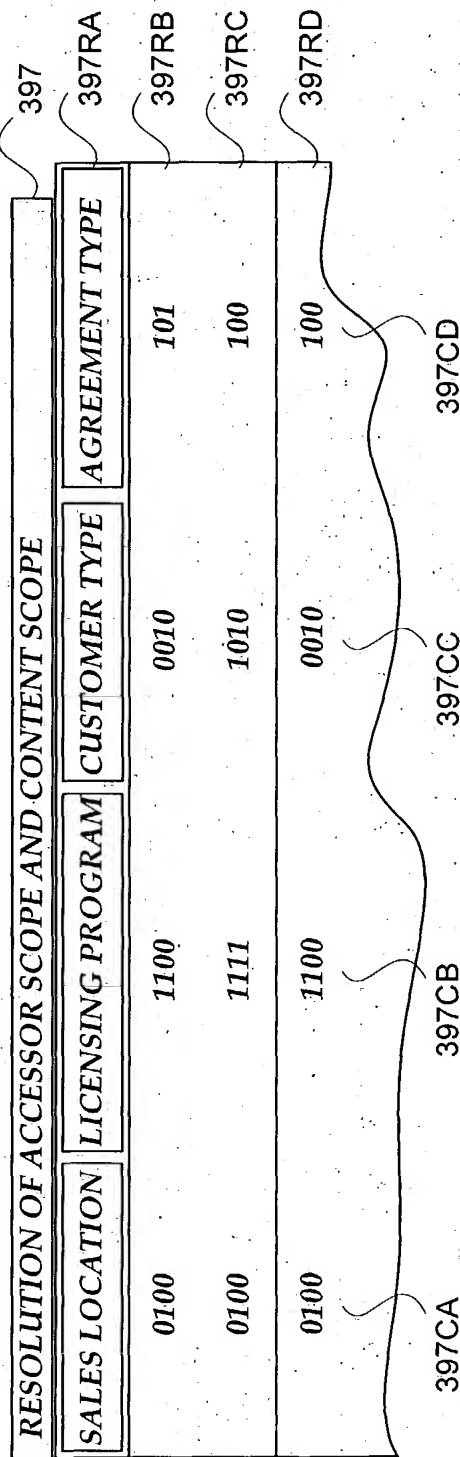 397
RESOLUTION OF ACCESSOR SCOPE AND CONTENT SCOPE
SALES LOCATION LICENSING PROGRAM CUSTOMER TYPE AGREEMENT TYPE 397RA
0100 1100 0010 101 397RB
0100 1111 1010 100 397RC
0100 1100 0010 100 397RD
397CA 397CB 397CC 397CD